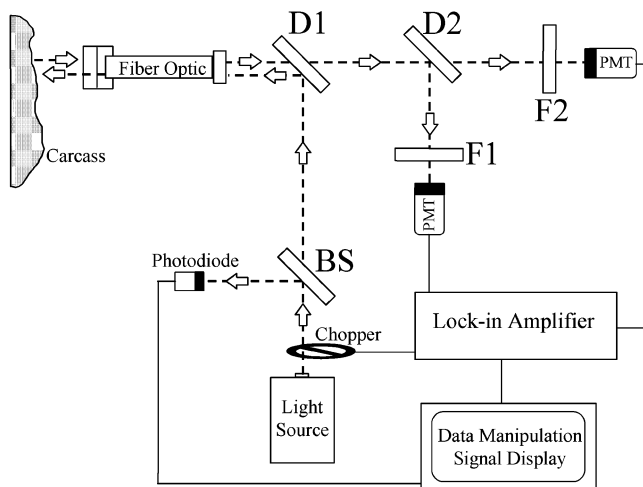 D1
D2
Fiber Optic
PMT
F2
Carcass
F1
PMT
Photodiode
BS
Chopper
Lock-in Amplifier
Light
Source
Data Manipulation
Signal Display